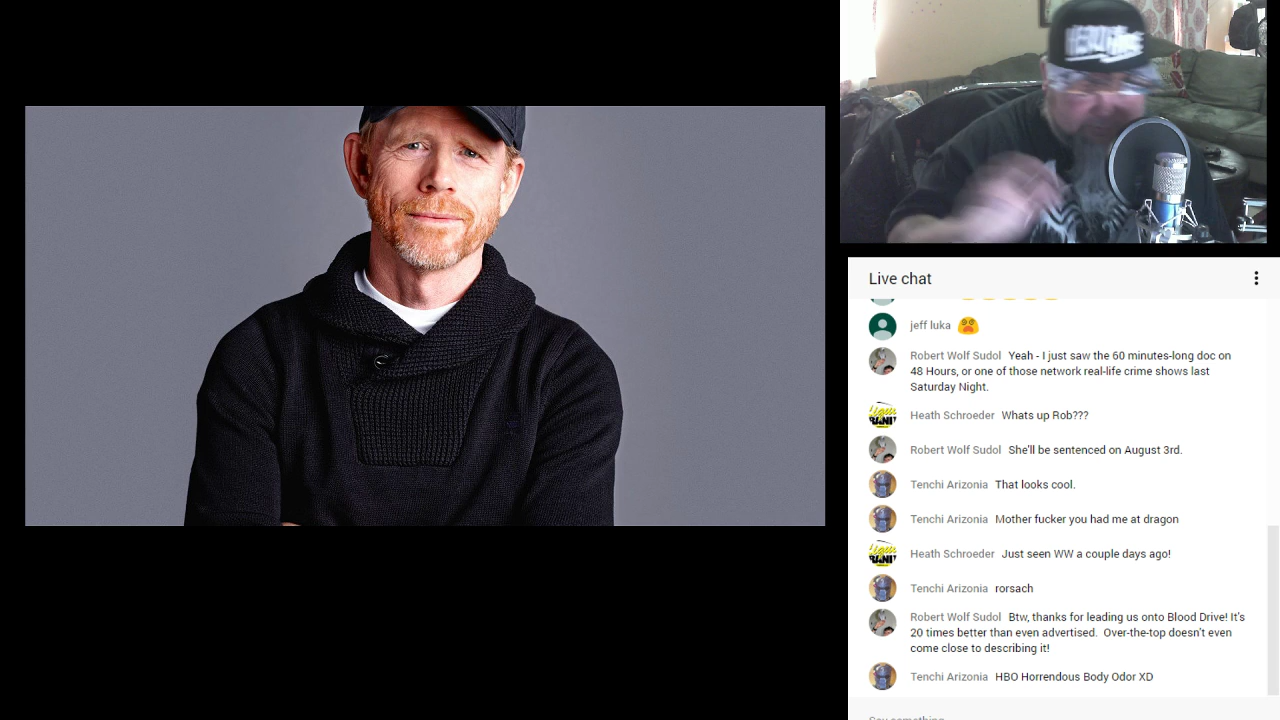 Live chat
jeff luka
Robert Wolf Sudol Yeah - I just saw the 60 minutes-long doc on
48 Hours, or one of those network real-life crime shows last
Saturday Night.
Heath Schroeder Whats up Rob???
Robert Wolf Sudol She'll be sentenced on August 3rd.
Tenchi Arizonia That looks cool.
Tenchi Arizonia Mother fucker you had me at dragon
Heath Schroeder Just seen WW a couple days ago!
Tenchi Arizonia rorsach
Robert Wolf Sudol Btw, thanks for leading us onto Blood Drive! It's
20 times better than even advertised. Over-the-top doesn't even
come close to describing it!
Tenchi Arizonia HBO Horrendous Body Odor XD